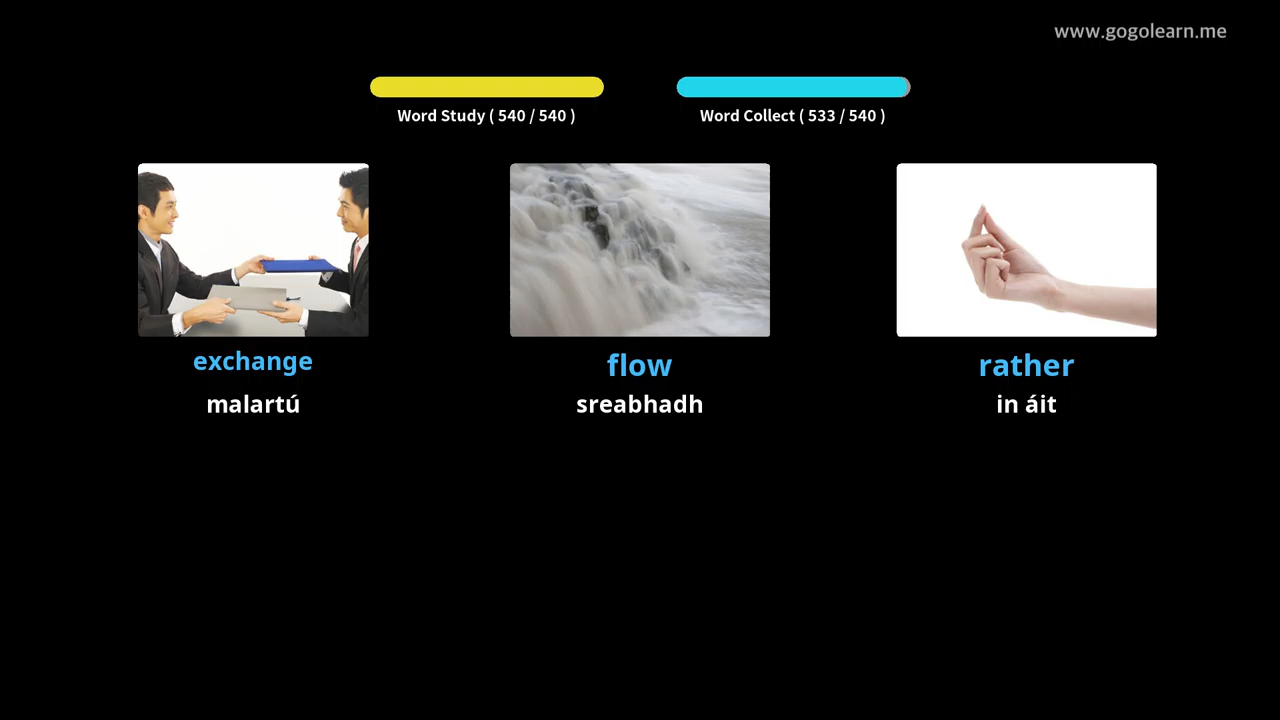 www.gogolearn.me
Word Study ( 540 / 540 )
Word Collect ( 533 / 540 )
exchange
flow
rather
malartú
sreabhadh
in áit